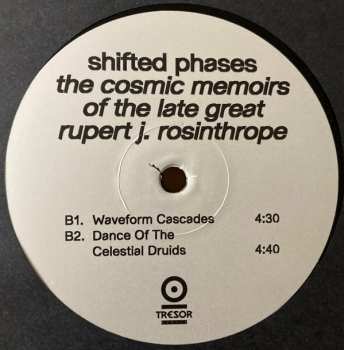 shifted phases
the cosmic memoirs
of the late great
rupert j. rosinthrope
B1. Waveform Cascades 4:30
B2. Dance Of The
Celestial Druids 4:40
TRESOR